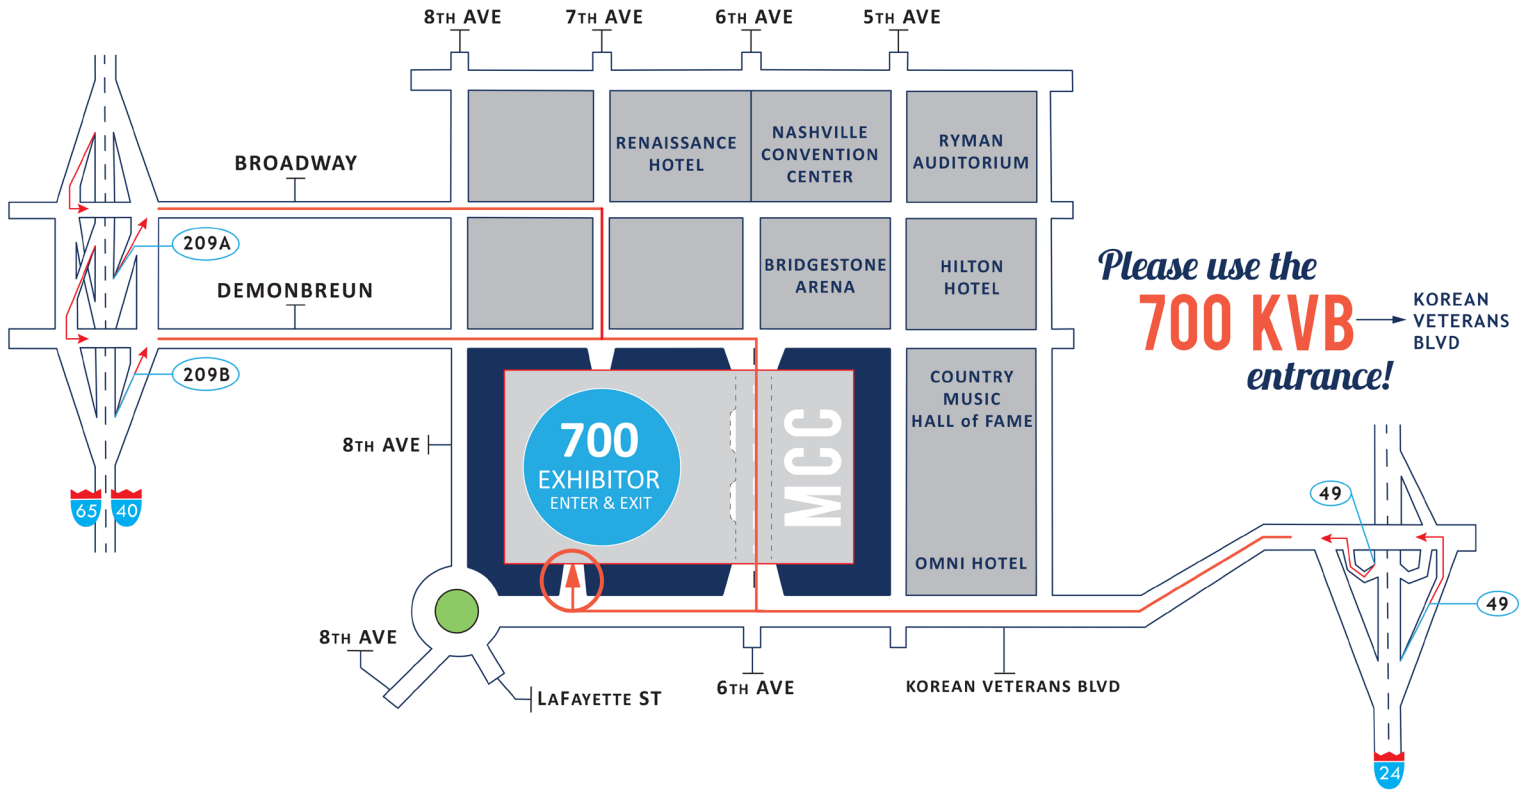 8TH AVE
7TH AVE
6TH AVE
5TH AVE
RENAISSANCE
HOTEL
NASHVILLE
CONVENTION
CENTER
RYMAN
AUDITORIUM
BROADWAY
209A
DEMONBREUN
209B
BRIDGESTONE
ARENA
HILTON
HOTEL
Please use the
700 KVB
entrance!
KOREAN
VETERANS
BLVD
COUNTRY
MUSIC
HALL of FAME
OMNI HOTEL
8TH AVE
700
EXHIBITOR
ENTER & EXIT
MCC
65
40
49
49
8TH AVE
LAFAYETTE ST
6TH AVE
KOREAN VETERANS BLVD
24